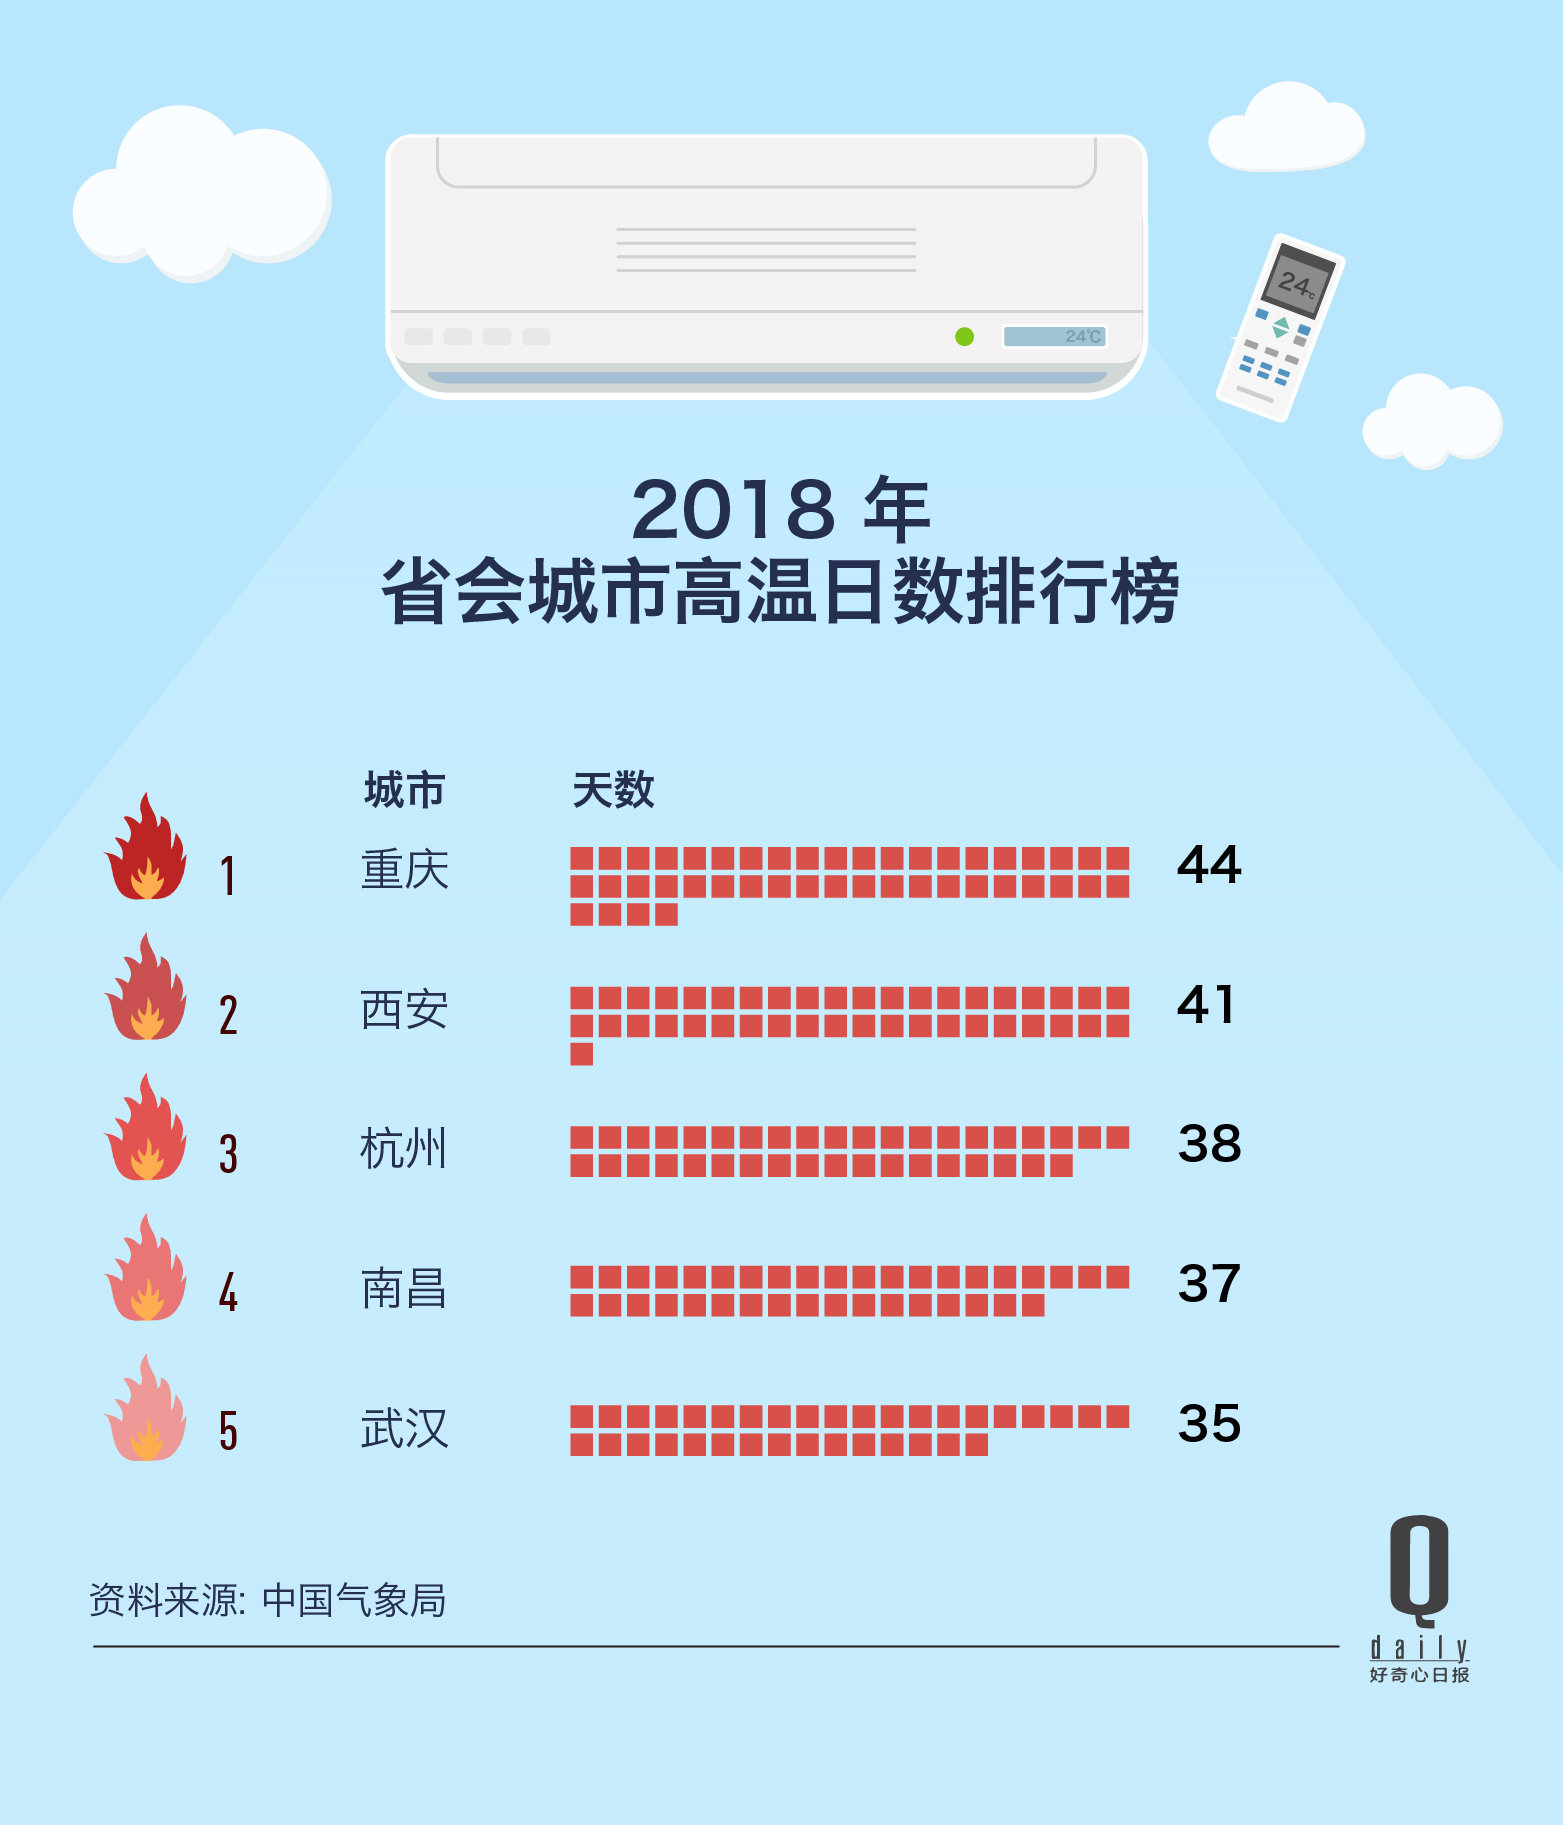 24℃
24℃
2018 年
省会城市高温日数排行榜
城市 天数
1 重庆 44
2 西安 41
3 杭州 38
4 南昌 37
5 武汉 35
资料来源: 中国气象局
Q
daily
好奇心日报